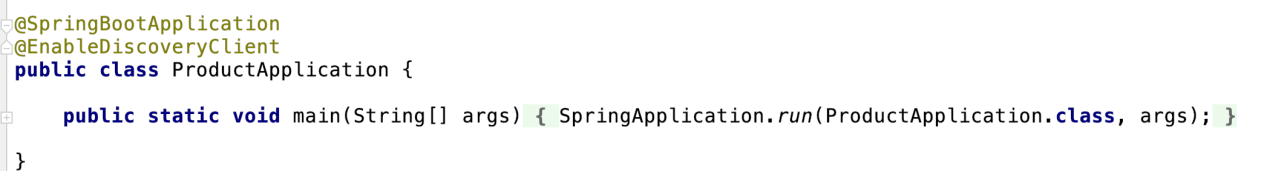 @SpringBootApplication
@EnableDiscoveryClient
public class ProductApplication {
public static void main(String[] args) { SpringApplication.run(ProductApplication.class, args); }
}